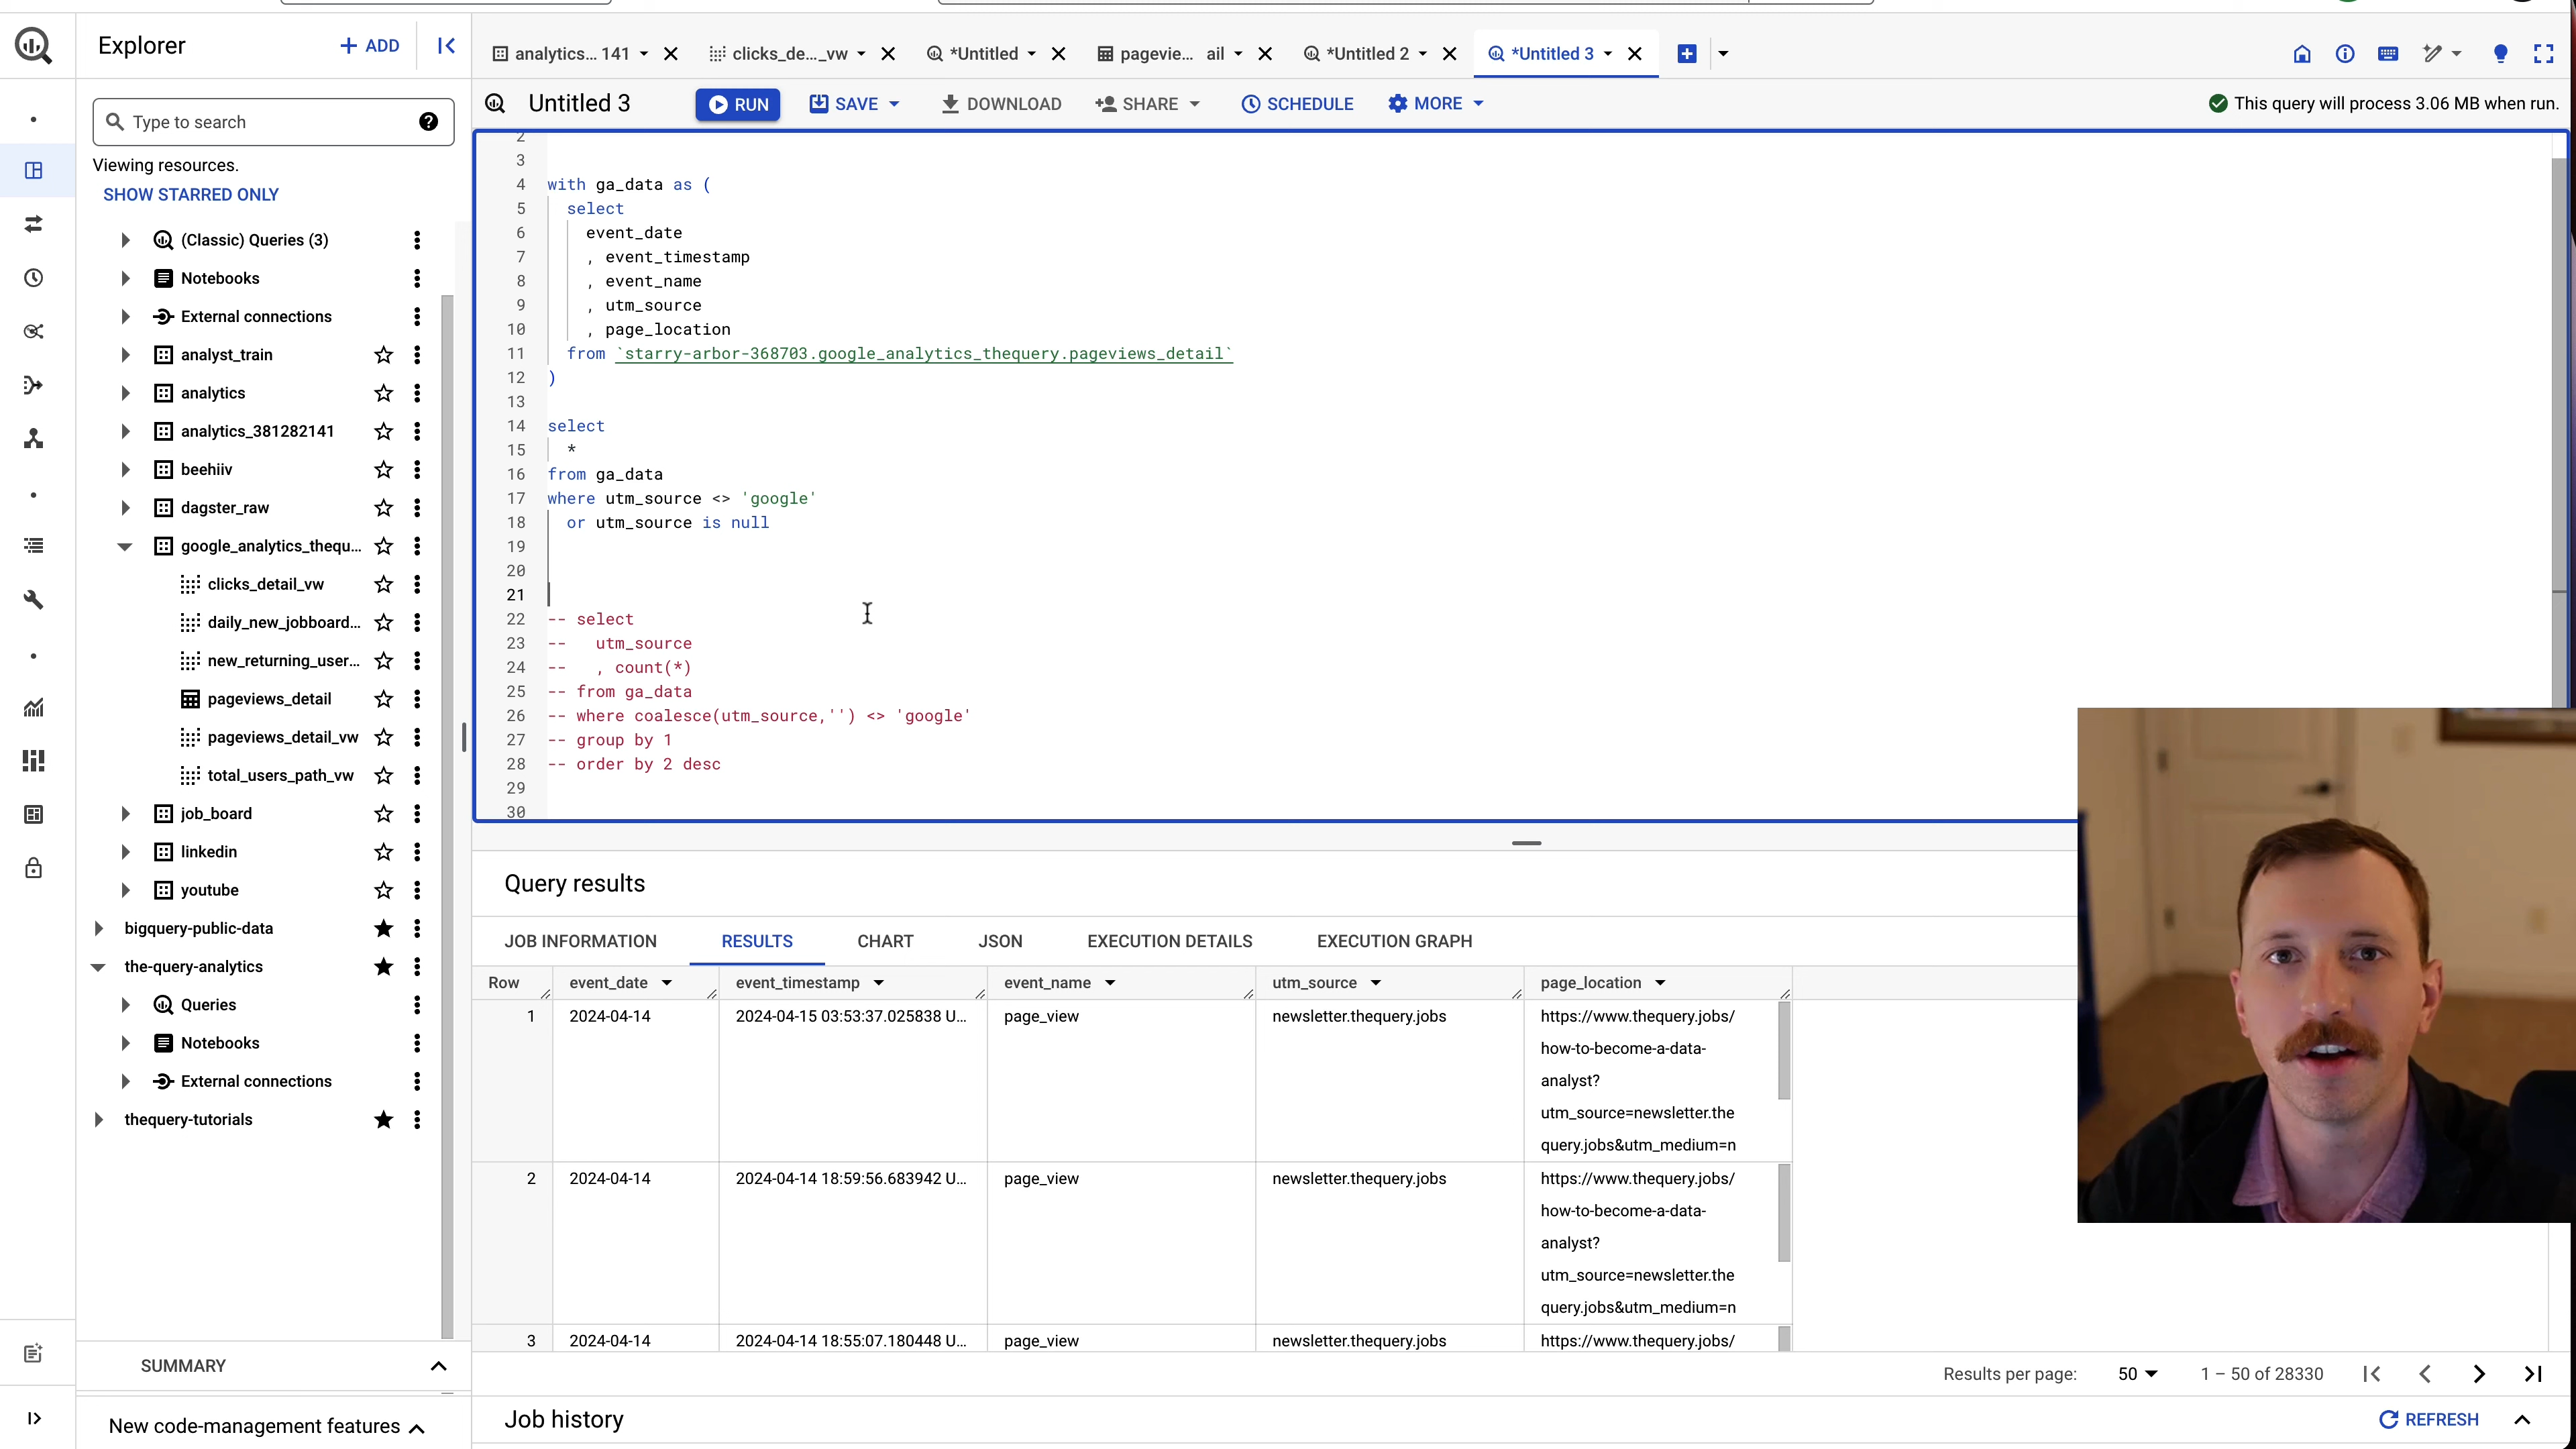 Explorer
+ ADD
analytics... 141
clicks_de..._vw
*Untitled
pagevie... ail
*Untitled 2
*Untitled 3
Untitled 3
RUN
SAVE
DOWNLOAD
SHARE
SCHEDULE
MORE
This query will process 3.06 MB when run.
Type to search
Viewing resources.
SHOW STARRED ONLY
(Classic) Queries (3)
Notebooks
External connections
analyst_train
analytics
analytics_381282141
beehiiv
dagster_raw
google_analytics_thequ...
clicks_detail_vw
daily_new_jobboard...
new_returning_user...
pageviews_detail
pageviews_detail_vw
total_users_path_vw
job_board
linkedin
youtube
bigquery-public-data
the-query-analytics
Queries
Notebooks
External connections
thequery-tutorials
SUMMARY
New code-management features
2
3
4 with ga_data as (
5 select
6 event_date
7 , event_timestamp
8 , event_name
9 , utm_source
10 , page_location
11 from `starry-arbor-368703.google_analytics_thequery.pageviews_detail`
12 )
13
14 select
15 *
16 from ga_data
17 where utm_source <> 'google'
18 or utm_source is null
19
20
21
22 -- select
23 -- utm_source
24 -- , count(*)
25 -- from ga_data
26 -- where coalesce(utm_source,'') <> 'google'
27 -- group by 1
28 -- order by 2 desc
29
30
Query results
JOB INFORMATION RESULTS CHART JSON EXECUTION DETAILS EXECUTION GRAPH
Row event_date event_timestamp event_name utm_source page_location
1 2024-04-14 2024-04-15 03:53:37.025838 U... page_view newsletter.thequery.jobs https://www.thequery.jobs/
how-to-become-a-data-
analyst?
utm_source=newsletter.the
query.jobs&utm_medium=n
2 2024-04-14 2024-04-14 18:59:56.683942 U... page_view newsletter.thequery.jobs https://www.thequery.jobs/
how-to-become-a-data-
analyst?
utm_source=newsletter.the
query.jobs&utm_medium=n
3 2024-04-14 2024-04-14 18:55:07.180448 U... page_view newsletter.thequery.jobs https://www.thequery.jobs/
Results per page: 50 1 – 50 of 28330
Job history
REFRESH